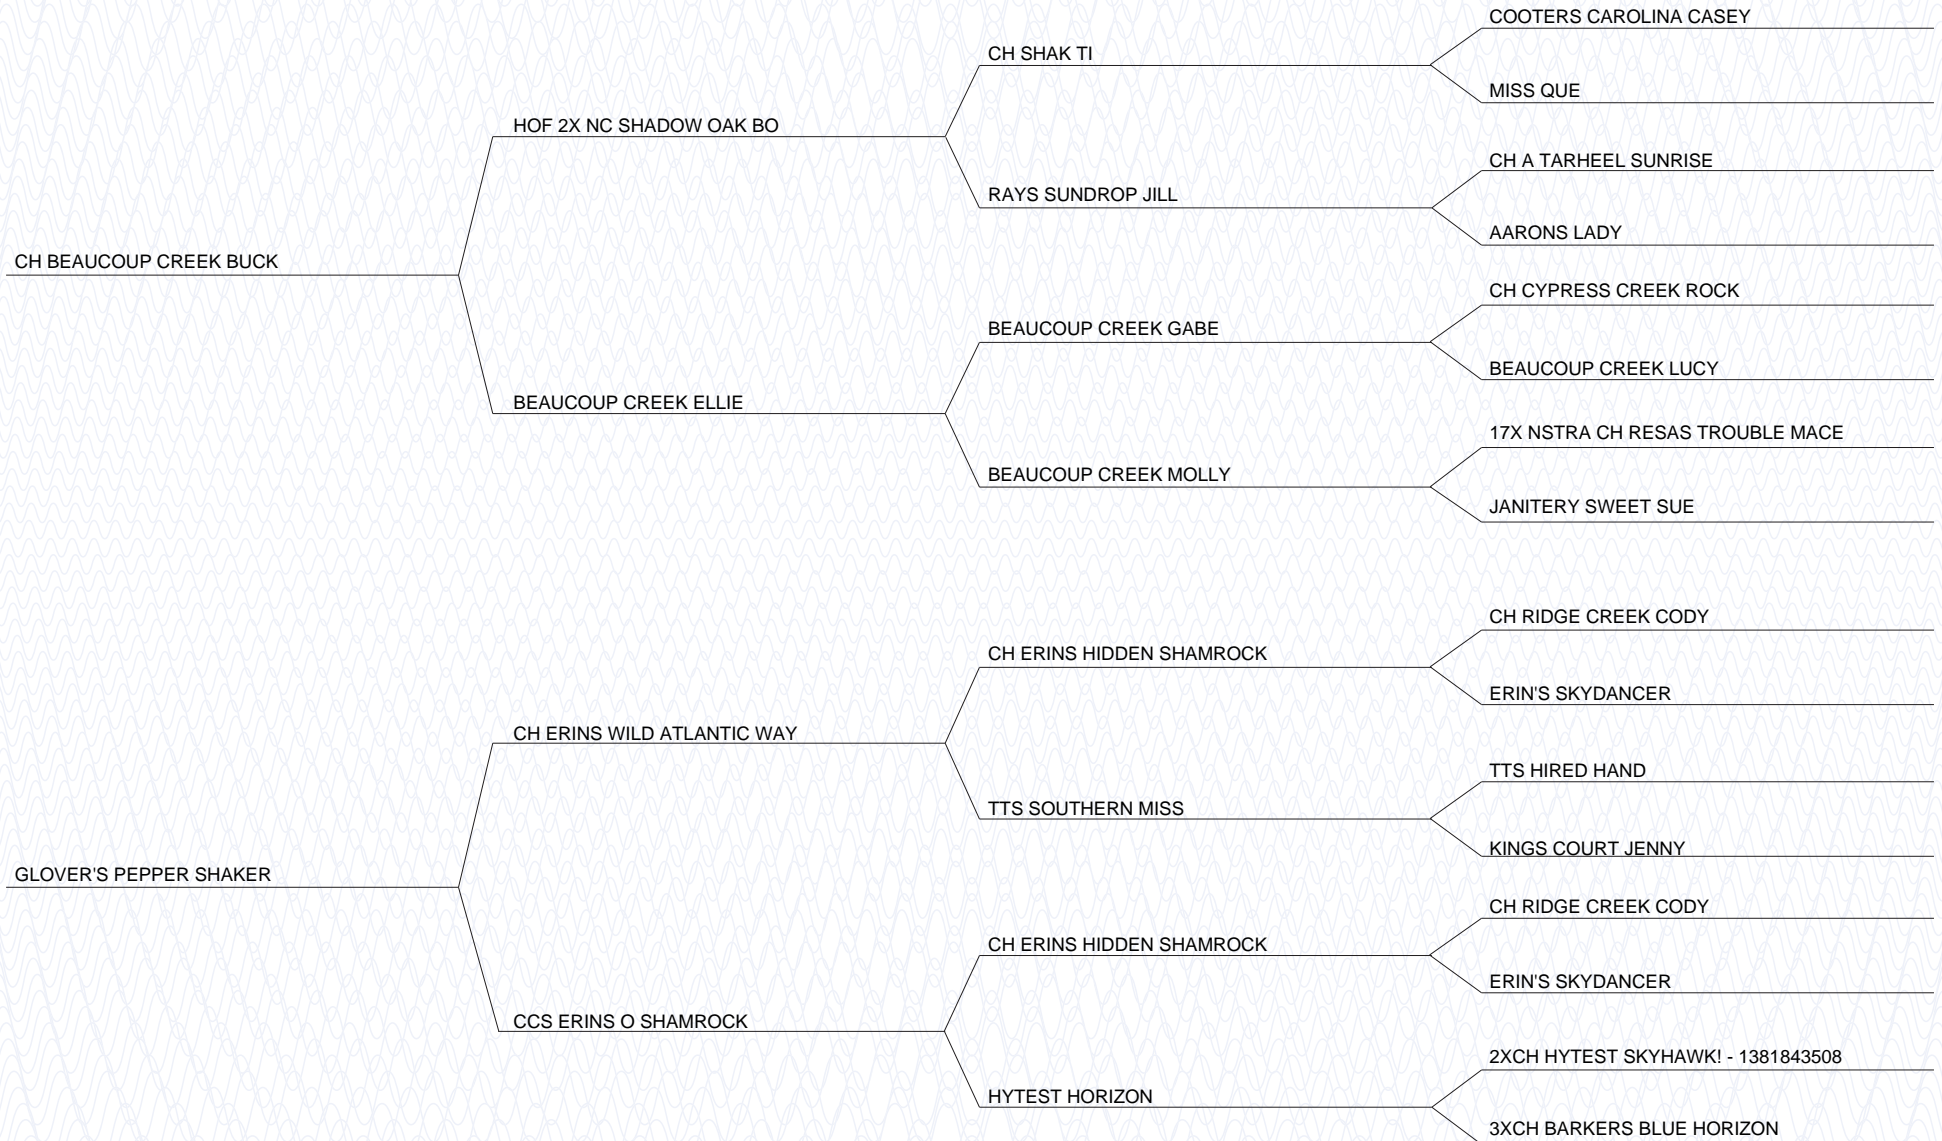 COOTERS CAROLINA CASEY
CH SHAK TI
MISS QUE
HOF 2X NC SHADOW OAK BO
CH A TARHEEL SUNRISE
RAYS SUNDROP JILL
AARONS LADY
CH BEAUCOUP CREEK BUCK
CH CYPRESS CREEK ROCK
BEAUCOUP CREEK GABE
BEAUCOUP CREEK LUCY
BEAUCOUP CREEK ELLIE
17X NSTRA CH RESAS TROUBLE MACE
BEAUCOUP CREEK MOLLY
JANITERY SWEET SUE
CH RIDGE CREEK CODY
CH ERINS HIDDEN SHAMROCK
ERIN'S SKYDANCER
CH ERINS WILD ATLANTIC WAY
TTS HIRED HAND
TTS SOUTHERN MISS
KINGS COURT JENNY
GLOVER'S PEPPER SHAKER
CH RIDGE CREEK CODY
CH ERINS HIDDEN SHAMROCK
ERIN'S SKYDANCER
CCS ERINS O SHAMROCK
2XCH HYTEST SKYHAWK! - 1381843508
HYTEST HORIZON
3XCH BARKERS BLUE HORIZON